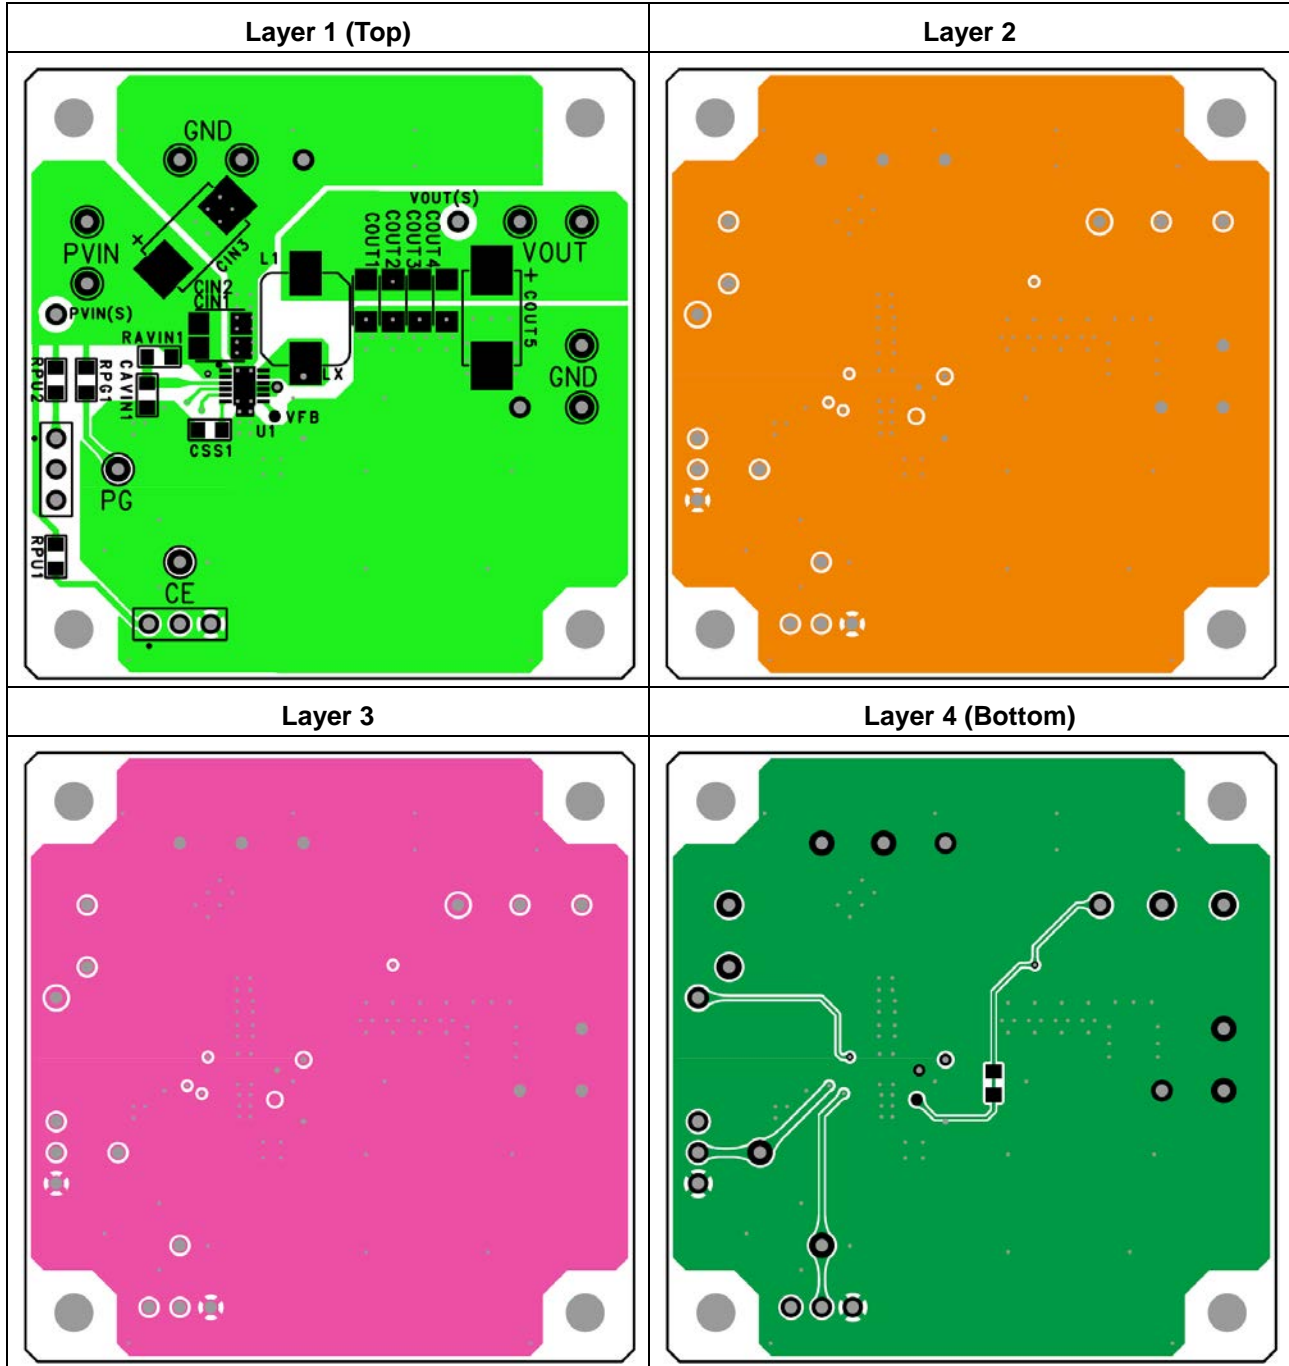 Layer 1 (Top)
Layer 2
GND
VOUT(S)
PVIN
+
CIN3
L1
COUT1
COUT2
COUT3
COUT4
VOUT
PVIN(S)
CIN2
CIN1
+
COUT5
RAVIN1
RPU2
RPG1
CAVIN1
LX
GND
VFB
U1
CSS1
PG
RPU1
CE
Layer 3
Layer 4 (Bottom)